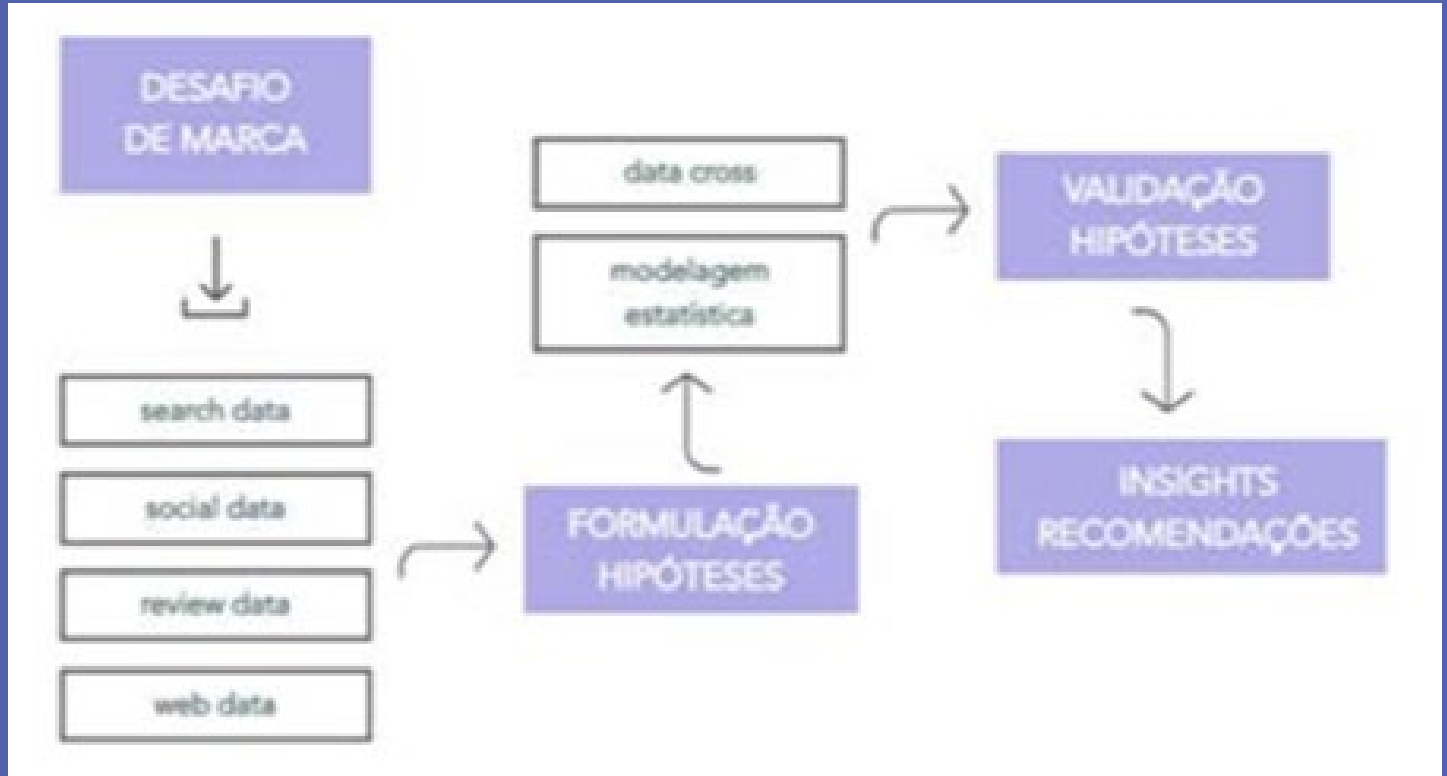 DESAFIO
DE MARCA
search data
social data
review data
web data
FORMULAÇÃO
HIPÓTESES
data cross
modelagem
estatística
VALIDAÇÃO
HIPÓTESES
INSIGHTS
RECOMENDAÇÕES